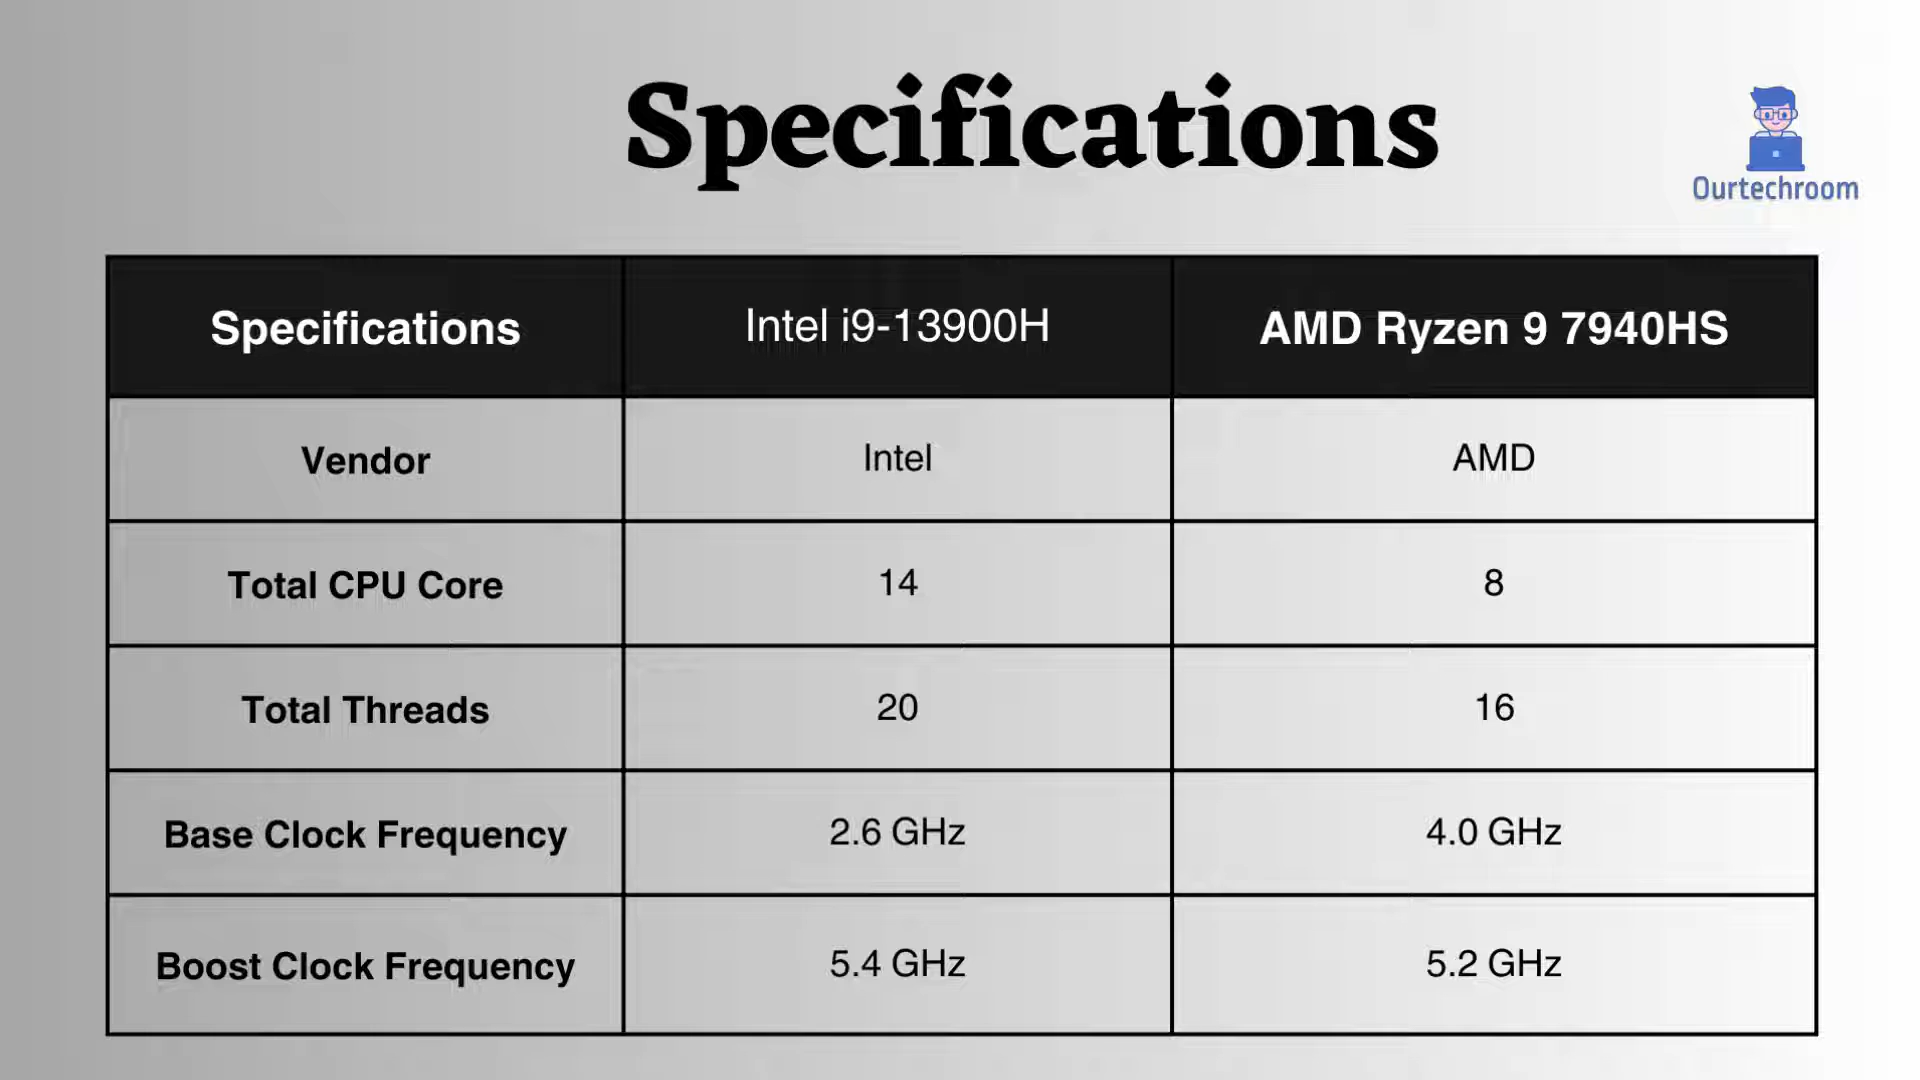 Specifications
Ourtechroom
Specifications Intel i9-13900H AMD Ryzen 9 7940HS
Vendor Intel AMD
Total CPU Core 14 8
Total Threads 20 16
Base Clock Frequency 2.6 GHz 4.0 GHz
Boost Clock Frequency 5.4 GHz 5.2 GHz